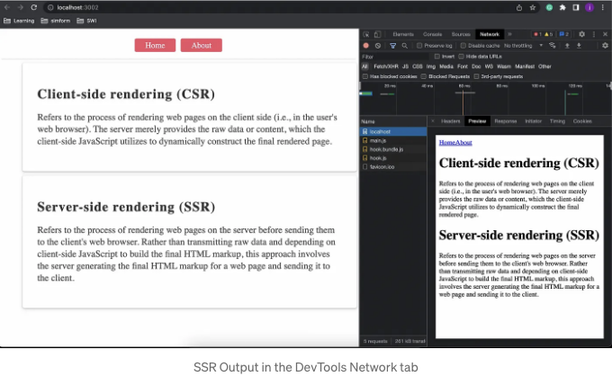 localhost:3002
Learning simform SWI
Home About
Client-side rendering (CSR)
Refers to the process of rendering web pages on the client side (i.e., in the user's
web browser). The server merely provides the raw data or content, which the
client-side JavaScript utilizes to dynamically construct the final rendered page.
Server-side rendering (SSR)
Refers to the process of rendering web pages on the server before sending them
to the client's web browser. Rather than transmitting raw data and depending on
client-side JavaScript to build the final HTML markup, this approach involves
the server generating the final HTML markup for a web page and sending it to
the client.
Elements Console Sources Network
Preserve log Disable cache No throttling
Filter Invert Hide data URLs
All Fetch/XHR JS CSS Img Media Font Doc WS Wasm Manifest Other
Has blocked cookies Blocked Requests 3rd-party requests
20 ms 40 ms 60 ms 80 ms 100 ms 120 ms
Name
localhost
main.js
hook.bundle.js
hook.js
favicon.ico
Headers Preview Response Initiator Timing Cookies
HomeAbout
Client-side rendering (CSR)
Refers to the process of rendering web pages on the client
side (i.e., in the user's web browser). The server merely
provides the raw data or content, which the client-side
JavaScript utilizes to dynamically construct the final
rendered page.
Server-side rendering (SSR)
Refers to the process of rendering web pages on the server
before sending them to the client's web browser. Rather
than transmitting raw data and depending on client-side
JavaScript to build the final HTML markup, this approach
involves the server generating the final HTML markup for a
web page and sending it to the client.
5 requests
SSR Output in the DevTools Network tab